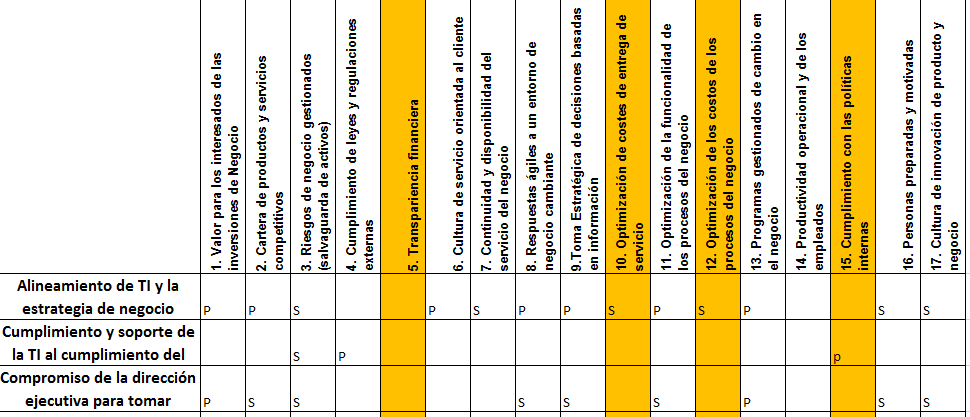 1. Valor para los interesados de las
inversiones de Negocio
2. Cartera de productos y servicios
competitivos
3. Riesgos de negocio gestionados
(salvaguarda de activos)
4. Cumplimiento de leyes y regulaciones
externas
5. Transpariencia financiera
6. Cultura de servicio orientada al cliente
7. Continuidad y disponibilidad del
servicio del negocio
8. Respuestas ágiles a un entorno de
negocio cambiante
9.Toma Estratégica de decisiones basadas
en información
10. Optimización de costes de entrega de
servicio
11. Optimización de la funcionalidad de
los procesos del negocio
12. Optimización de los costos de los
procesos del negocio
13. Programas gestionados de cambio en
el negocio
14. Productividad operacional y de los
empleados
15. Cumplimiento con las políticas
internas
16. Personas preparadas y motivadas
17. Cultura de innovación de producto y
negocio
Alineamiento de TI y la
estrategia de negocio
P P S P S P P S P S P S S
Cumplimiento y soporte de
la TI al cumplimiento del
S P p
Compromiso de la dirección
ejecutiva para tomar
P S S S S S P S S